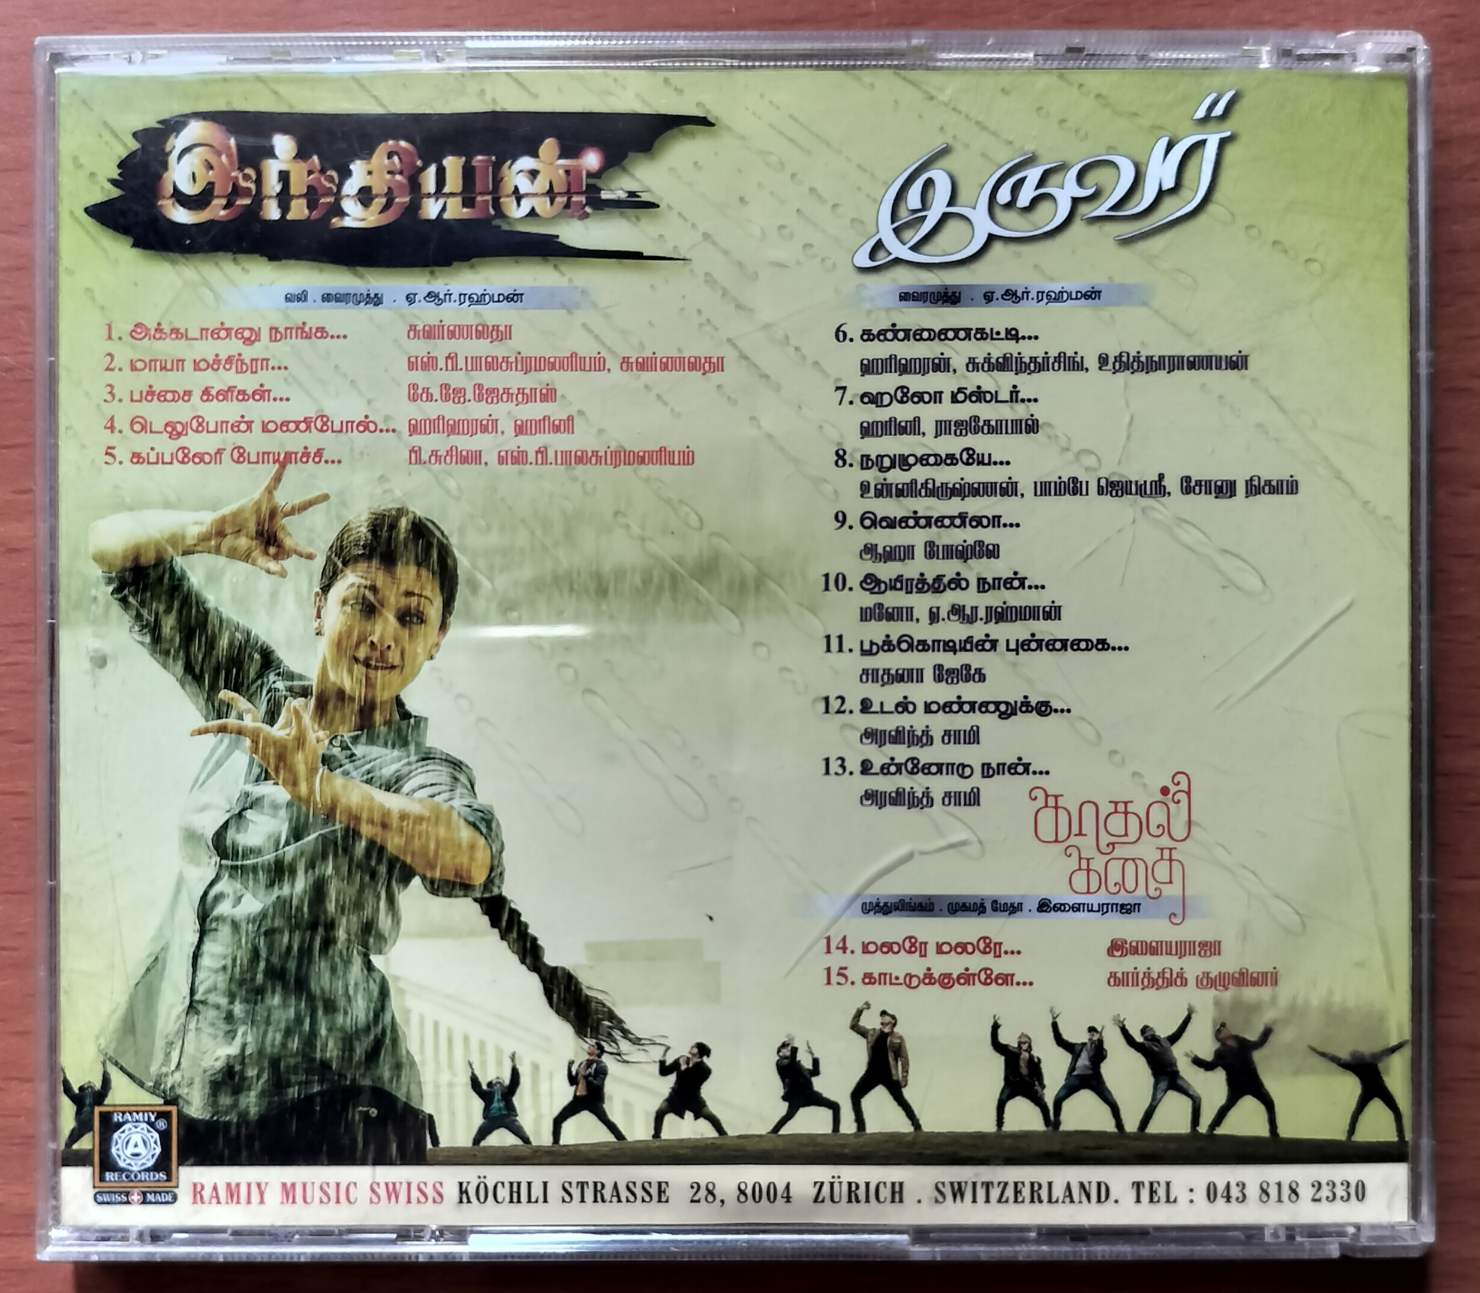 இந்தியன்
வலி . வைரமுத்து . ஏ.ஆர்.ரஹ்மன்
1. அக்கடான்னு நாங்க... சுவர்ணலதா
2. மாயா மச்சீந்ரா... எஸ்.பி.பாலசுப்ரமணியம், சுவர்ணலதா
3. பச்சை கிளிகள்... கே.ஜே.ஜேசுதாஸ்
4. டெலுபோன் மணிபோல்... ஹரிஹரன், ஹரினி
5. கப்பலேரி போயாச்சி... பி.சுசிலா, எஸ்.பி.பாலசுப்ரமணியம்
இருவர்
வைரமுத்து . ஏ.ஆர்.ரஹ்மன்
6. கண்ணைகட்டி...
ஹரிஹரன், சுக்விந்தர்சிங், உதித்நாராணயன்
7. ஹலோ மிஸ்டர்...
ஹரினி, ராஜகோபால்
8. நறுமுகையே...
உன்னிகிருஷ்ணன், பாம்பே ஜெயஸ்ரீ, சோனு நிகாம்
9. வெண்ணிலா...
ஆஹா போஷ்லே
10. ஆயிரத்தில் நான்...
மனோ, ஏ.ஆர.ரஹ்மான்
11. பூக்கொடியின் புன்னகை...
சாதனா ஜேகே
12. உடல் மண்ணுக்கு...
அரவிந்த் சாமி
13. உன்னோடு நான்...
அரவிந்த் சாமி
காதல்
கதை
முத்துலிங்கம் . முகமத் மேதா . இளையராஜா
14. மலரே மலரே... இளையராஜா
15. காட்டுக்குள்ளே... கார்த்திக் குழுவினர்
RAMIY ®
A
RECORDS
SWISS + MADE
RAMIY MUSIC SWISS KÖCHLI STRASSE 28, 8004 ZÜRICH . SWITZERLAND. TEL : 043 818 2330